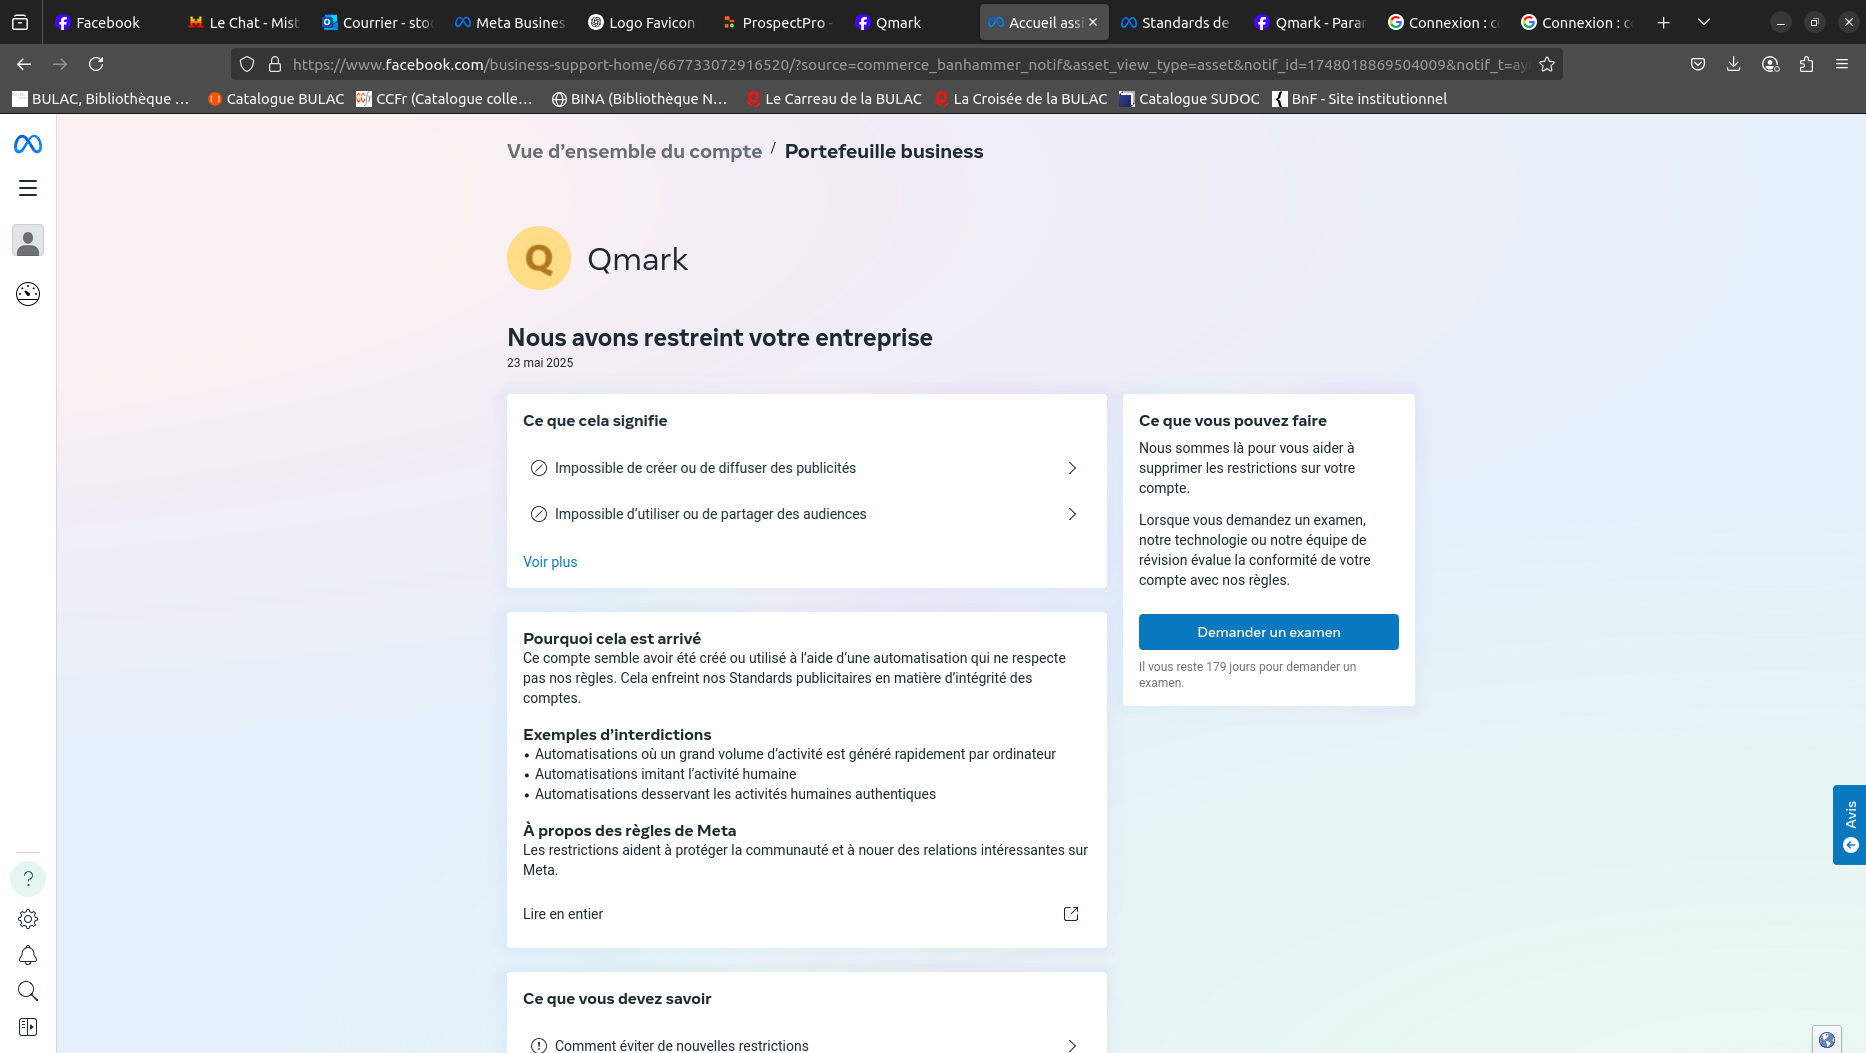 Facebook
Le Chat - Mist
Courrier - sto
Meta Busines
Logo Favicon
ProspectPro -
Qmark
Accueil assi
Standards de
Qmark - Para
Connexion : c
Connexion : c
https://www.facebook.com/business-support-home/667733072916520/?source=commerce_banhammer_notif&asset_view_type=asset&notif_id=1748018869504009&notif_t=ay
BULAC, Bibliothèque …
Catalogue BULAC
CCFr (Catalogue colle…
BINA (Bibliothèque N…
Le Carreau de la BULAC
La Croisée de la BULAC
Catalogue SUDOC
BnF - Site institutionnel
Vue d’ensemble du compte / Portefeuille business
Q
Qmark
Nous avons restreint votre entreprise
23 mai 2025
Ce que cela signifie
Impossible de créer ou de diffuser des publicités
Impossible d’utiliser ou de partager des audiences
Voir plus
Pourquoi cela est arrivé
Ce compte semble avoir été créé ou utilisé à l’aide d’une automatisation qui ne respecte
pas nos règles. Cela enfreint nos Standards publicitaires en matière d’intégrité des
comptes.
Exemples d’interdictions
• Automatisations où un grand volume d’activité est généré rapidement par ordinateur
• Automatisations imitant l’activité humaine
• Automatisations desservant les activités humaines authentiques
À propos des règles de Meta
Les restrictions aident à protéger la communauté et à nouer des relations intéressantes sur
Meta.
Lire en entier
Ce que vous devez savoir
Comment éviter de nouvelles restrictions
Ce que vous pouvez faire
Nous sommes là pour vous aider à
supprimer les restrictions sur votre
compte.
Lorsque vous demandez un examen,
notre technologie ou notre équipe de
révision évalue la conformité de votre
compte avec nos règles.
Demander un examen
Il vous reste 179 jours pour demander un
examen.
Avis